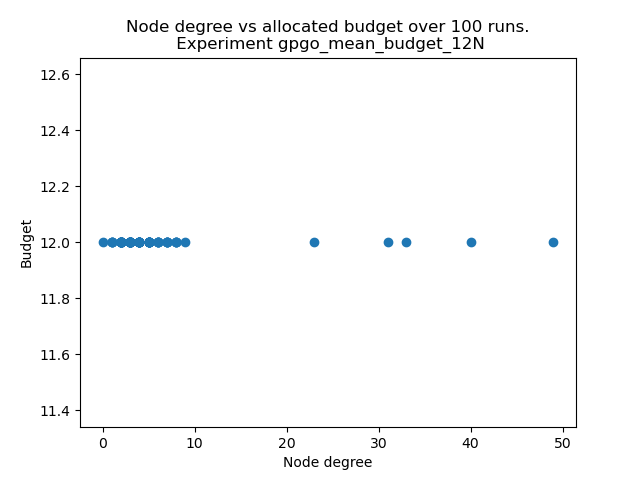 Node degree vs allocated budget over 100 runs.
Experiment gpgo_mean_budget_12N
12.6
12.4
12.2
12.0
11.8
11.6
11.4
Budget
0 10 20 30 40 50
Node degree